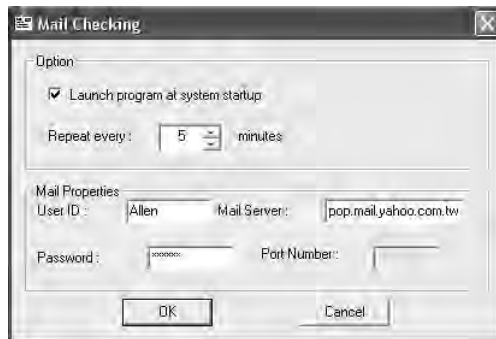 Mail Checking
Option
Launch program at system startup
Repeat every : 5 minutes
Mail Properties
User ID : Allen Mail Server : pop.mail.yahoo.com.tw
Password : ×××××× Port Number :
OK Cancel